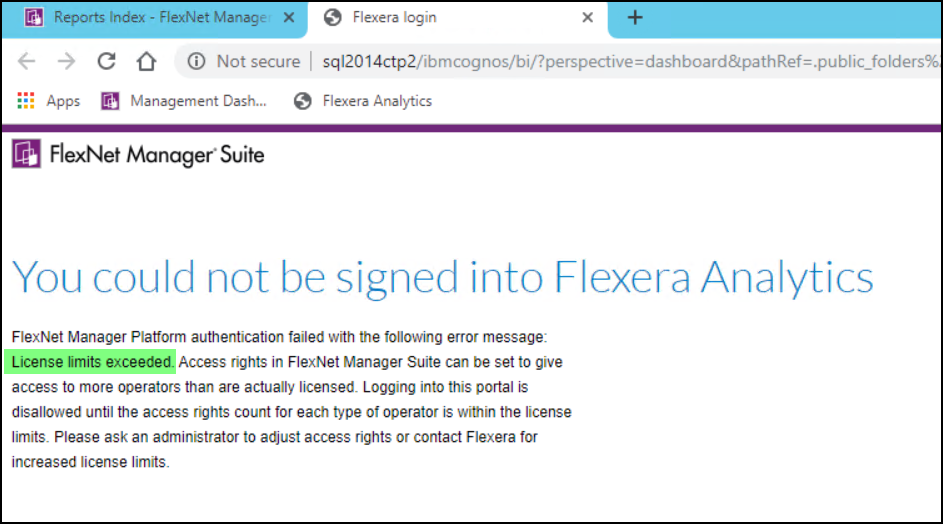 Reports Index - FlexNet Manager
Flexera login
Not secure | sql2014ctp2/ibmcognos/bi/?perspective=dashboard&pathRef=.public_folders%2
Apps
Management Dash...
Flexera Analytics
FlexNet Manager Suite
You could not be signed into Flexera Analytics
FlexNet Manager Platform authentication failed with the following error message:
License limits exceeded. Access rights in FlexNet Manager Suite can be set to give
access to more operators than are actually licensed. Logging into this portal is
disallowed until the access rights count for each type of operator is within the license
limits. Please ask an administrator to adjust access rights or contact Flexera for
increased license limits.